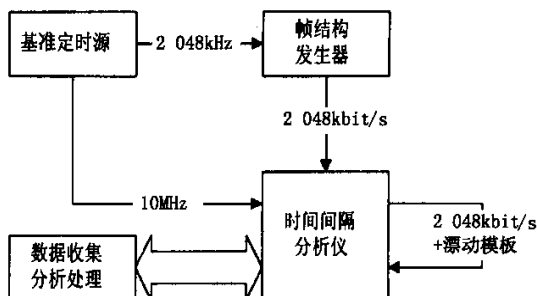 基准定时源
2 048kHz
帧结构
发生器
2 048kbit/s
10MHz
时间间隔
分析仪
2 048kbit/s
+漂动模板
数据收集
分析处理